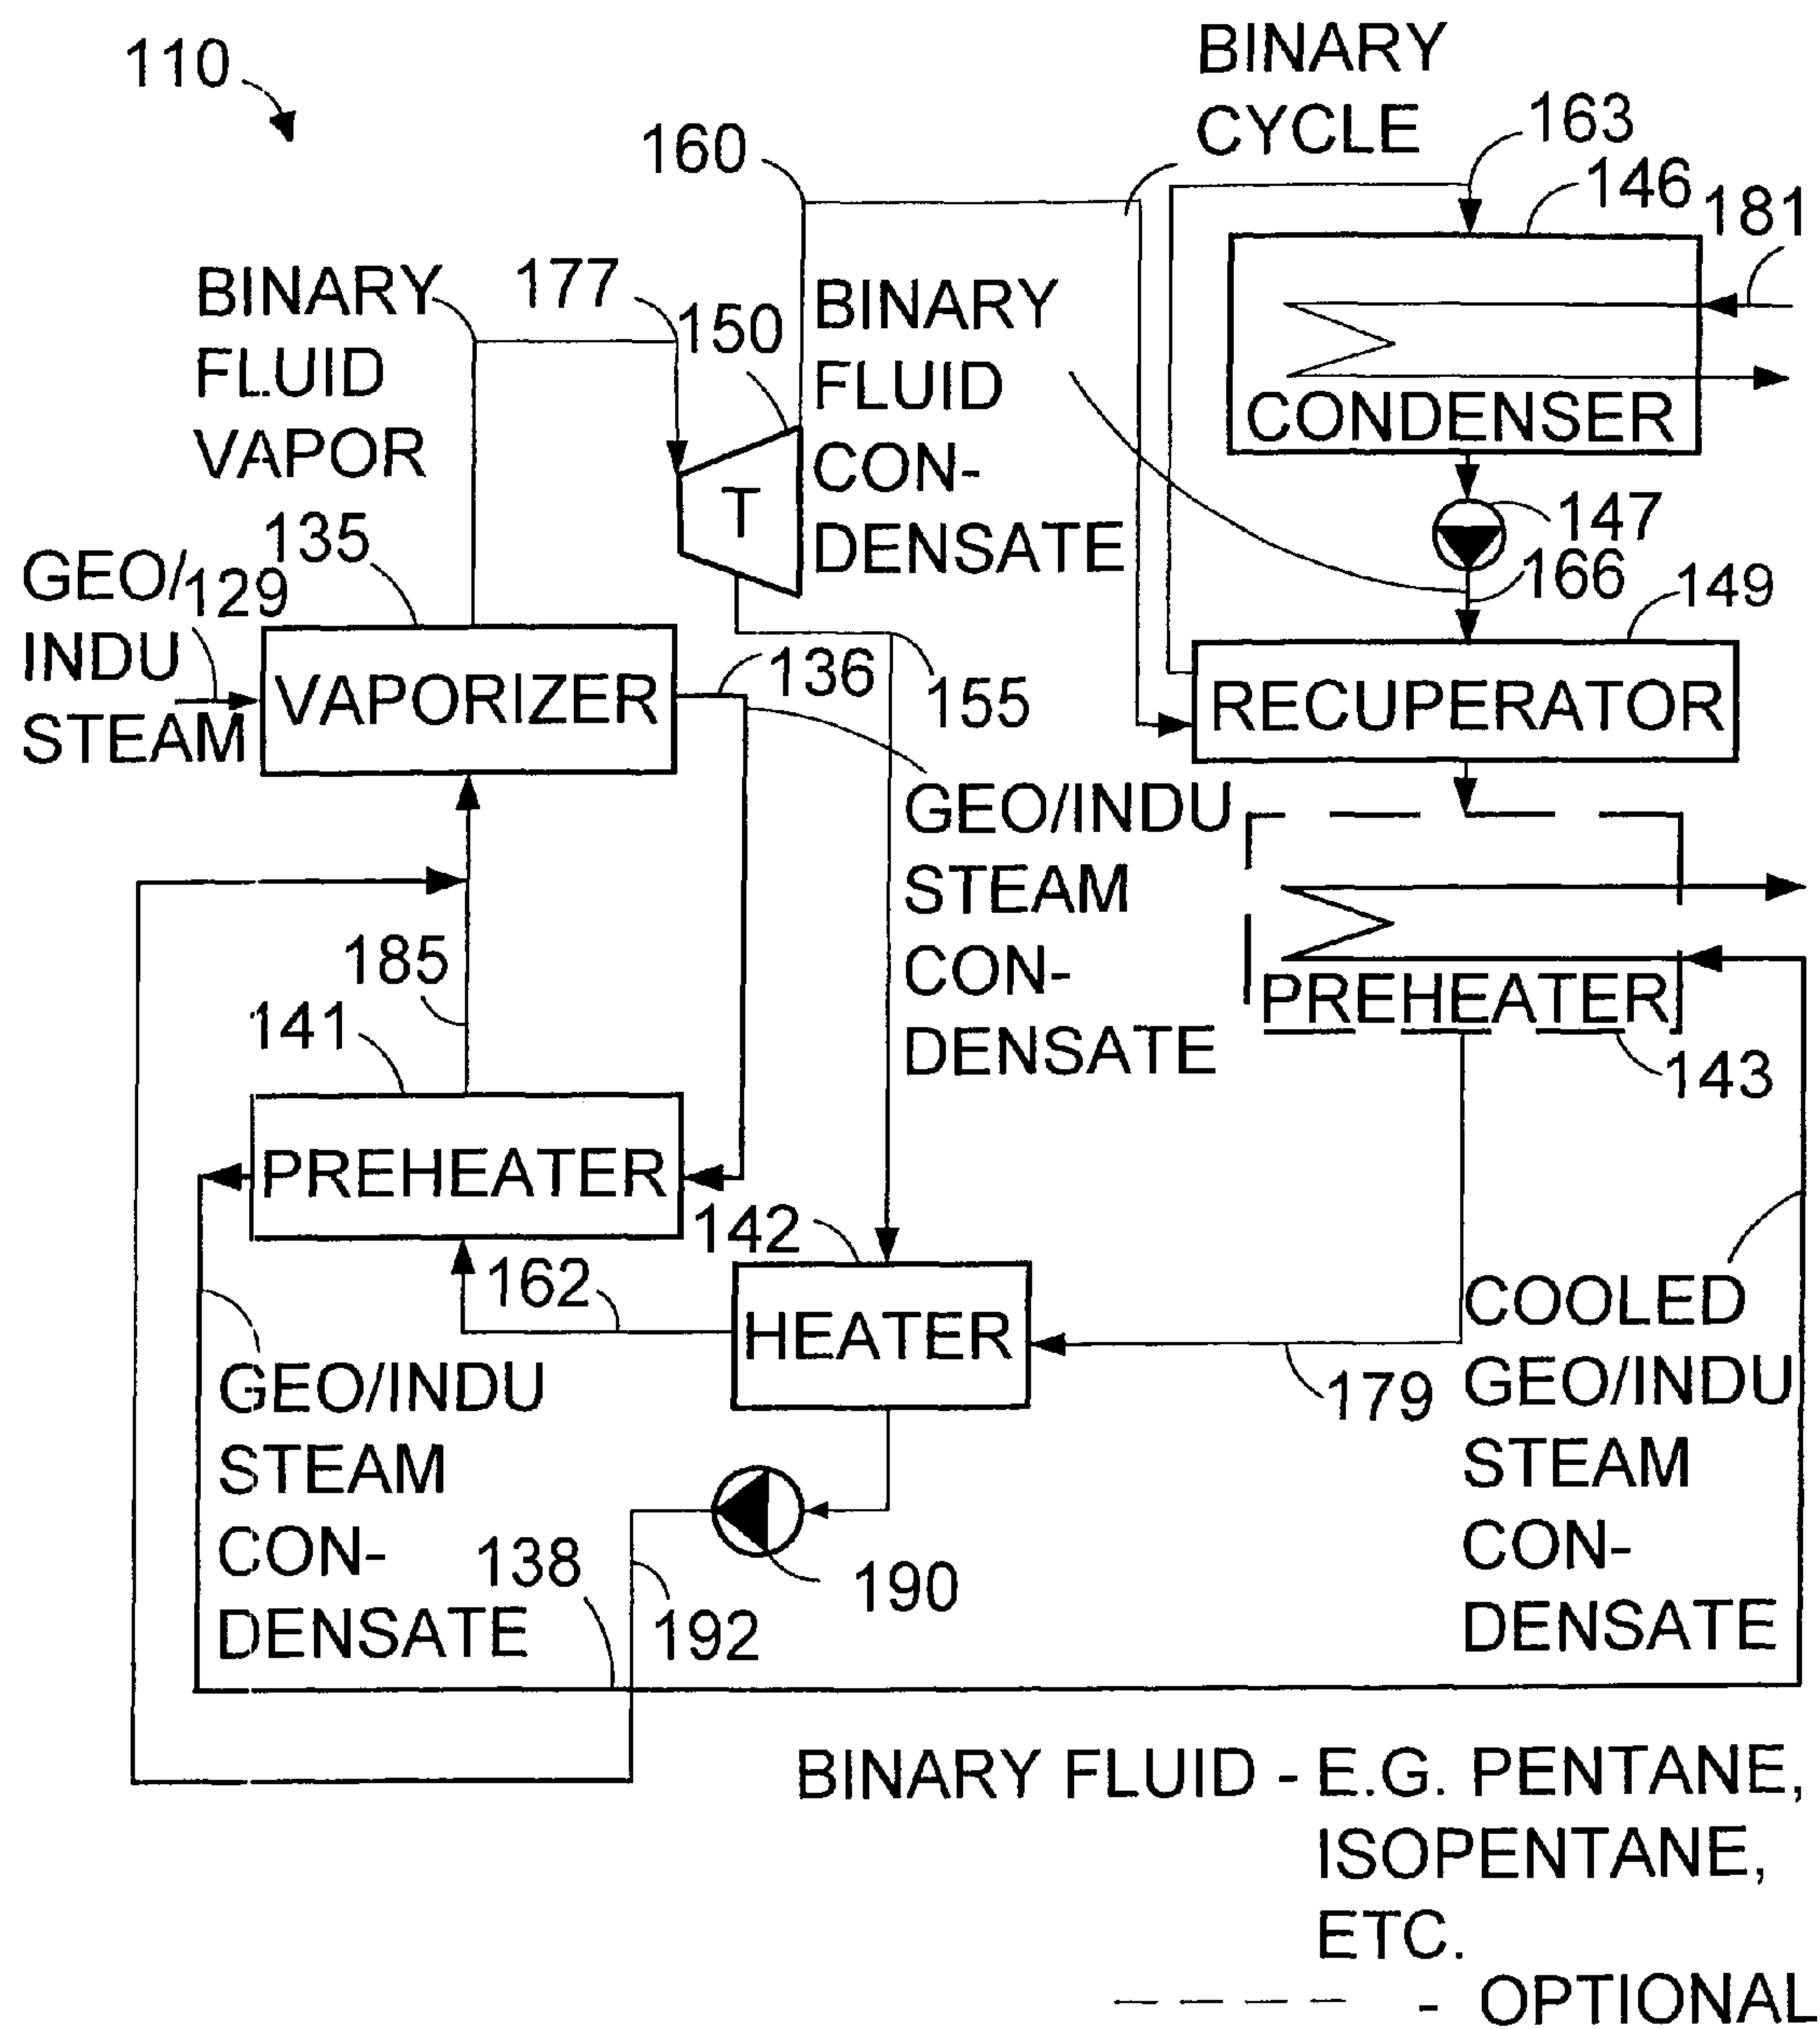 110
BINARY
CYCLE
160
163
146
181
BINARY
FLUID
VAPOR
177
150
BINARY
FLUID
CON-
DENSATE
T
CONDENSER
147
166
149
135
GEO/
INDU
STEAM
129
VAPORIZER
136
155
RECUPERATOR
GEO/INDU
STEAM
CON-
DENSATE
185
141
PREHEATER
143
PREHEATER
142
162
HEATER
179
COOLED
GEO/INDU
STEAM
CON-
DENSATE
GEO/INDU
STEAM
CON-
DENSATE
138
192
190
BINARY FLUID - E.G. PENTANE,
ISOPENTANE,
ETC.
- OPTIONAL